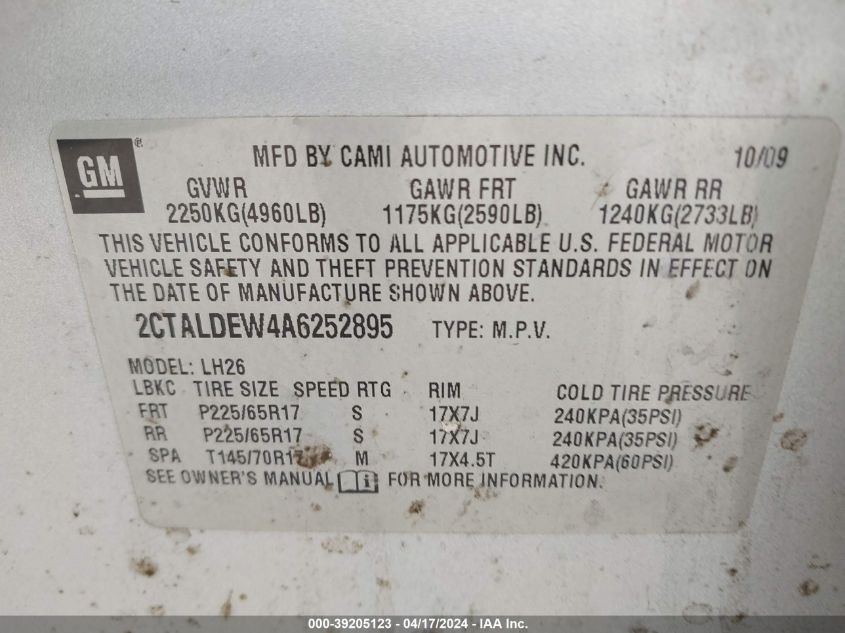 GM®
MFD BY CAMI AUTOMOTIVE INC. 10/09
GVWR GAWR FRT GAWR RR
2250KG(4960LB) 1175KG(2590LB) 1240KG(2733LB)
THIS VEHICLE CONFORMS TO ALL APPLICABLE U.S. FEDERAL MOTOR
VEHICLE SAFETY AND THEFT PREVENTION STANDARDS IN EFFECT ON
THE DATE OF MANUFACTURE SHOWN ABOVE.
2CTALDEW4A6252895 TYPE: M.P.V.
MODEL: LH26
LBKC TIRE SIZE SPEED RTG RIM COLD TIRE PRESSURE
FRT P225/65R17 S 17X7J 240KPA(35PSI)
RR P225/65R17 S 17X7J 240KPA(35PSI)
SPA T145/70R17 M 17X4.5T 420KPA(60PSI)
SEE OWNER'S MANUAL i FOR MORE INFORMATION.
000-39205123 - 04/17/2024 - IAA Inc.